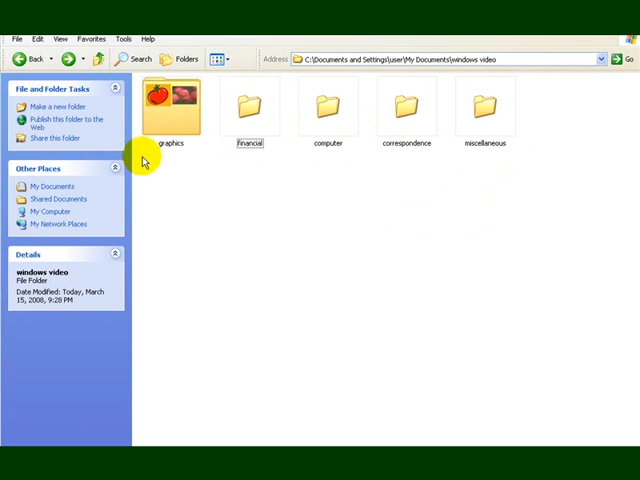 File Edit View Favorites Tools Help
Back Search Folders Address C:\Documents and Settings\user\My Documents\windows video Go
File and Folder Tasks
Make a new folder
Publish this folder to the
Web
Share this folder
Other Places
My Documents
Shared Documents
My Computer
My Network Places
Details
windows video
File Folder
Date Modified: Today, March
15, 2008, 9:28 PM
graphics financial computer correspondence miscellaneous